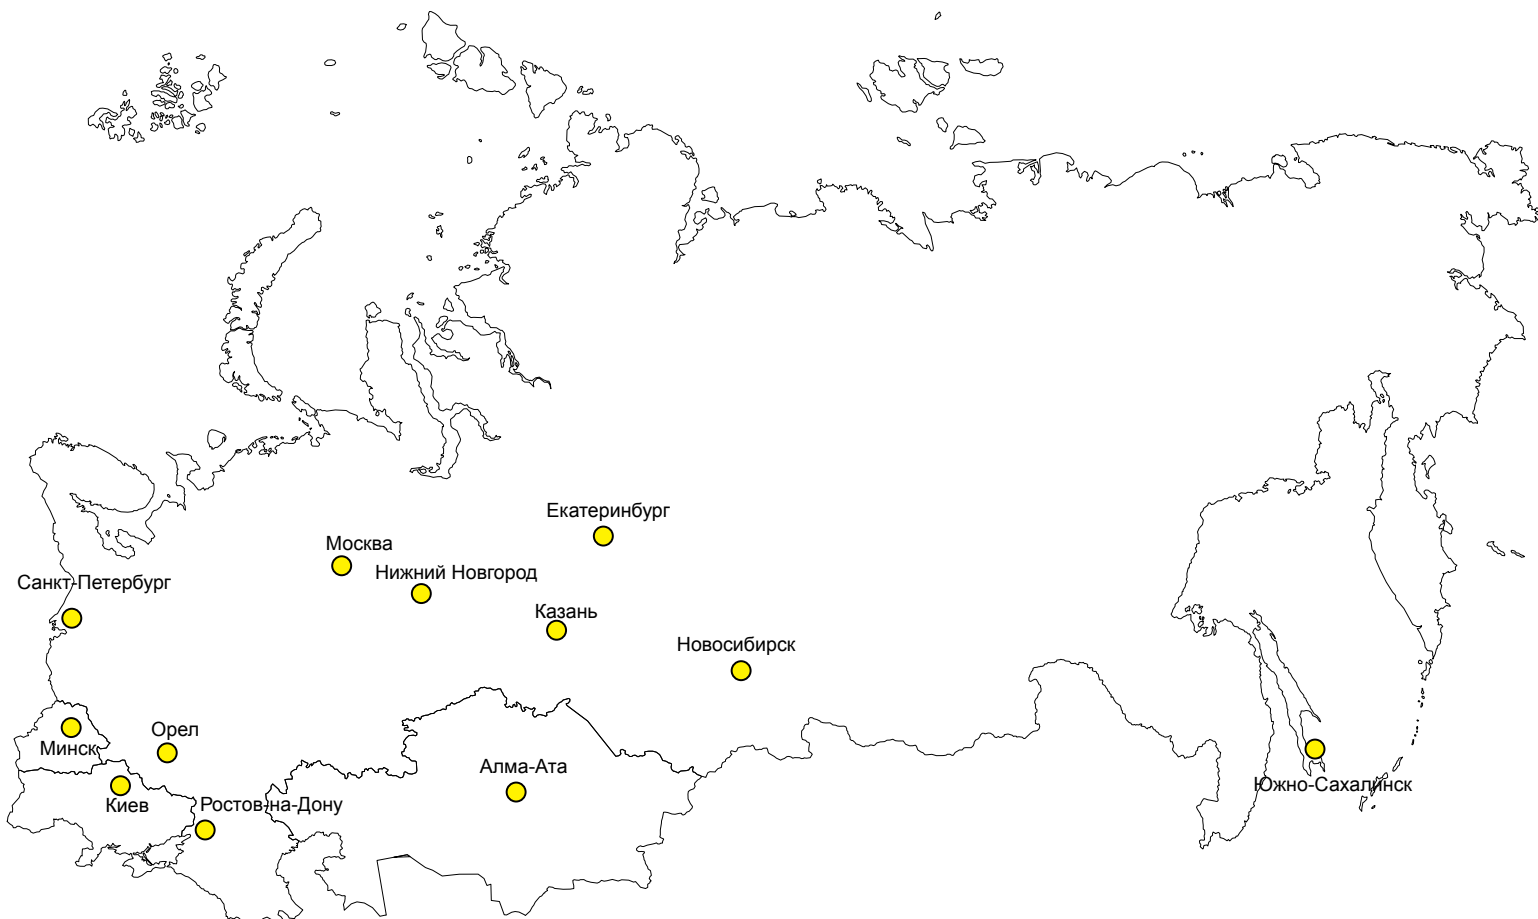 Екатеринбург
Москва
Нижний Новгород
Санкт-Петербург
Казань
Новосибирск
Орел
Минск
Алма-Ата
Южно-Сахалинск
Киев
Ростов-на-Дону